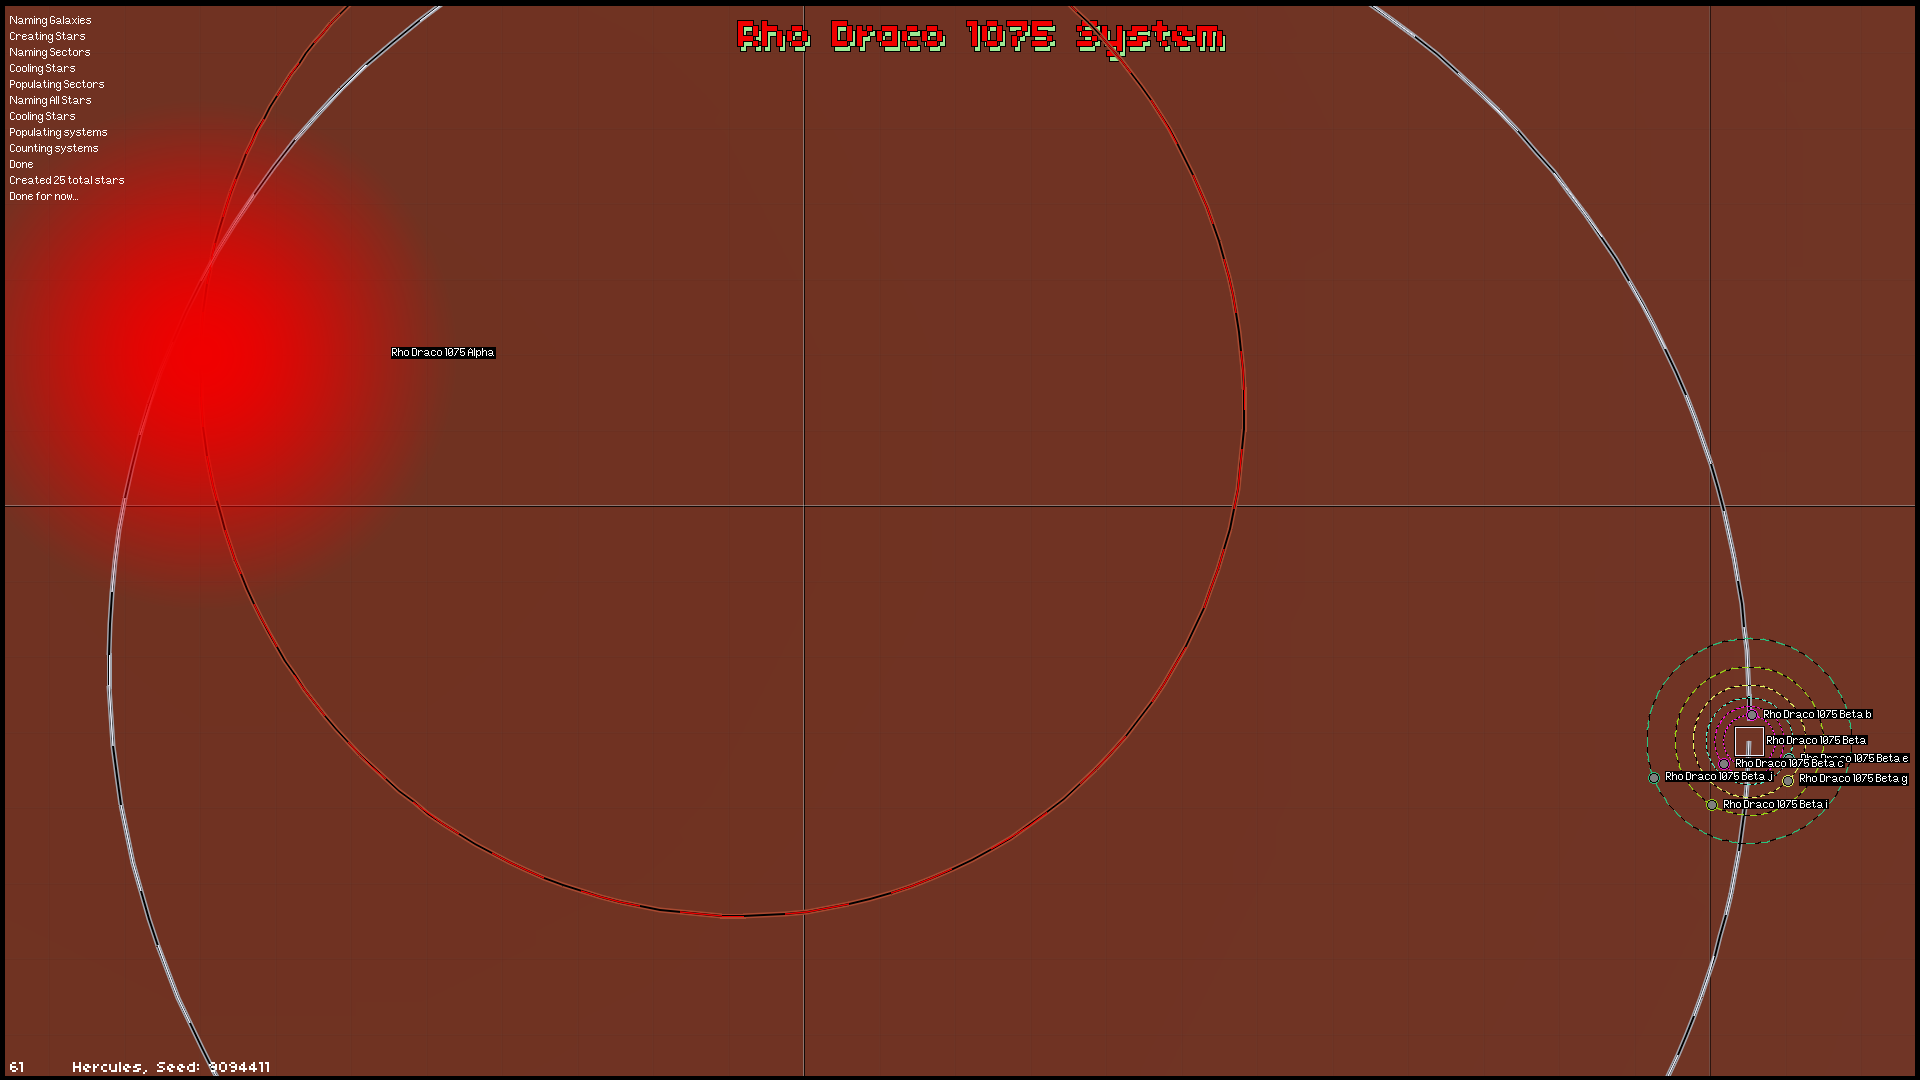 Rho Draco 1075 System
Naming Galaxies
Creating Stars
Naming Sectors
Cooling Stars
Populating Sectors
Naming All Stars
Cooling Stars
Populating systems
Counting systems
Done
Created 25 total stars
Done for now...
Rho Draco 1075 Alpha
Rho Draco 1075 Beta b
Rho Draco 1075 Beta
Rho Draco 1075 Beta e
Rho Draco 1075 Beta c
Rho Draco 1075 Beta j
Rho Draco 1075 Beta g
Rho Draco 1075 Beta i
61 Hercules, Seed: 9094411